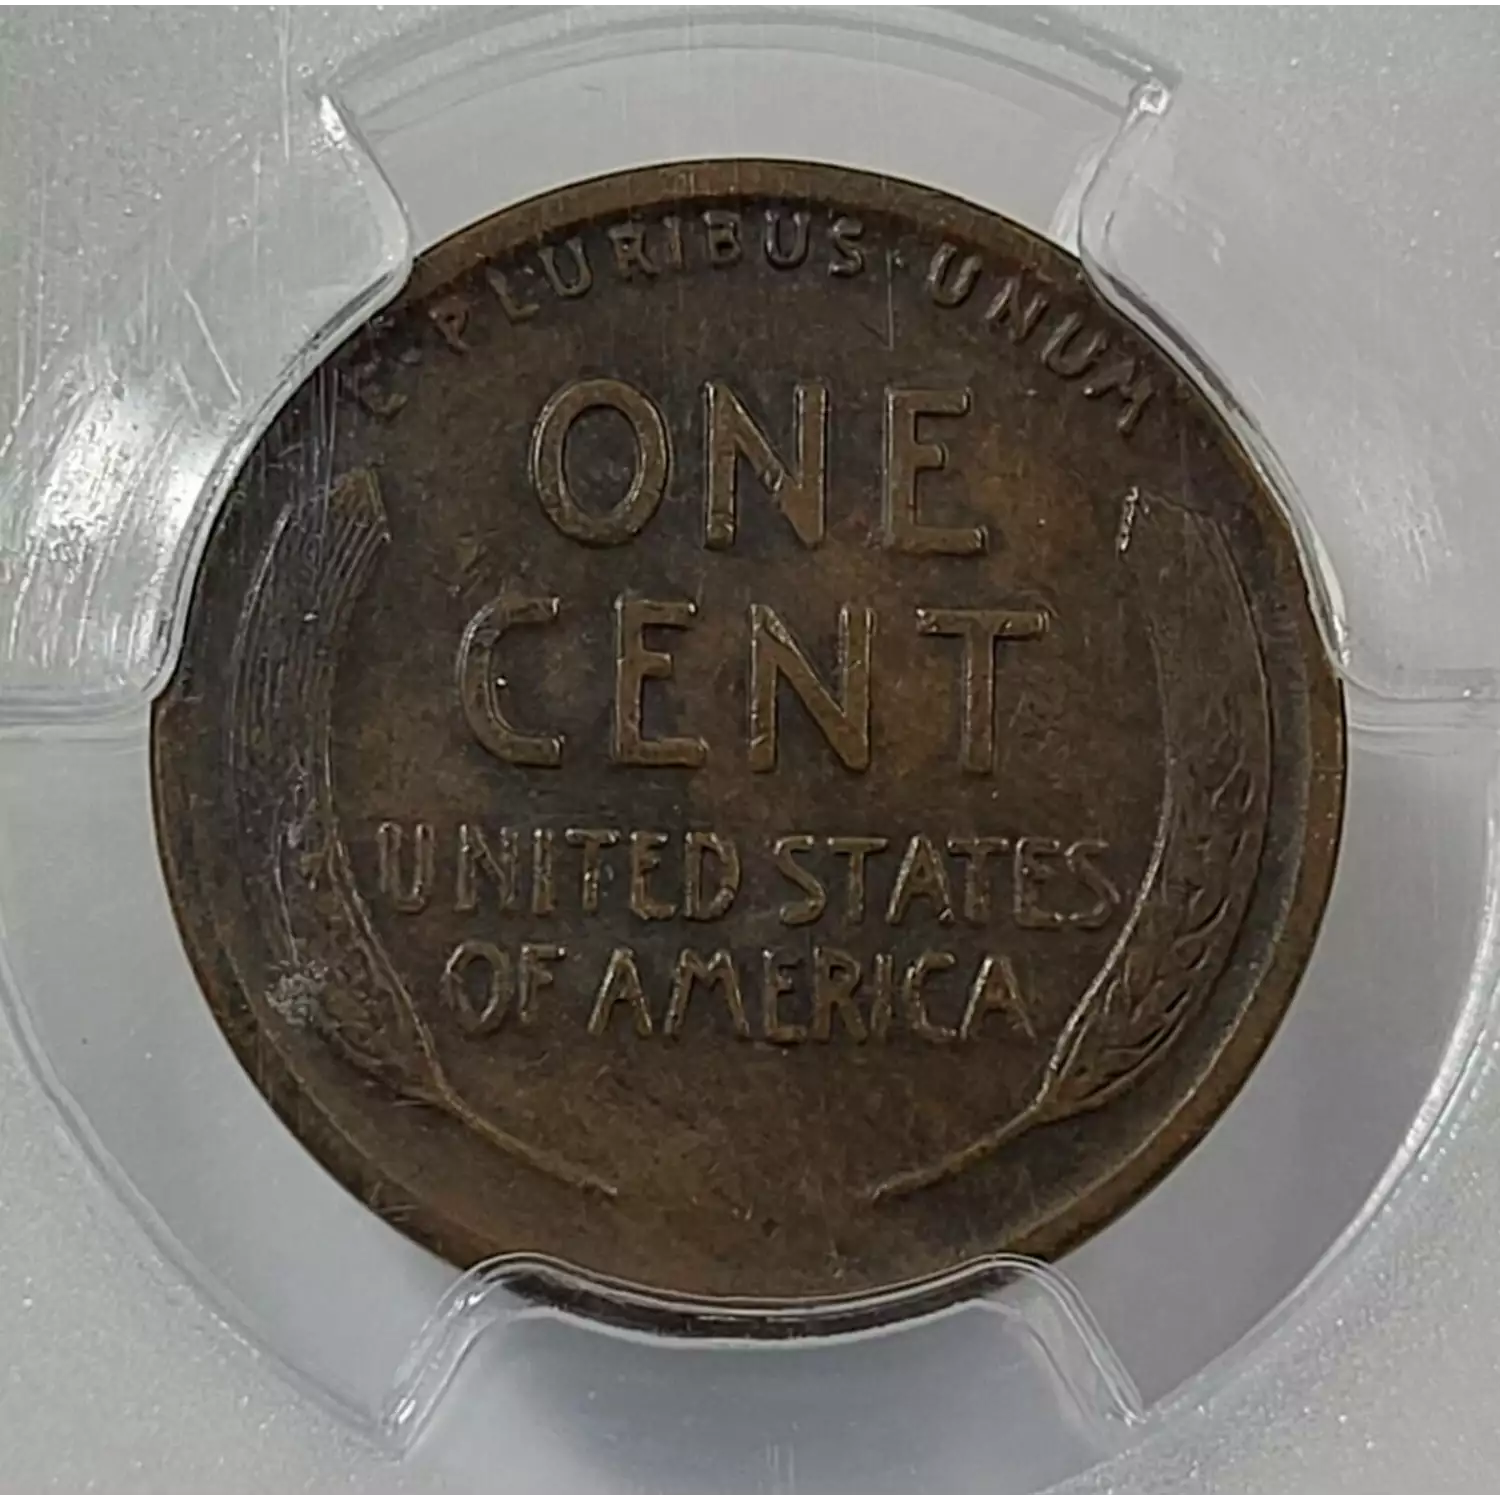 E·PLURIBUS·UNUM
ONE
CENT
UNITED STATES
OF AMERICA